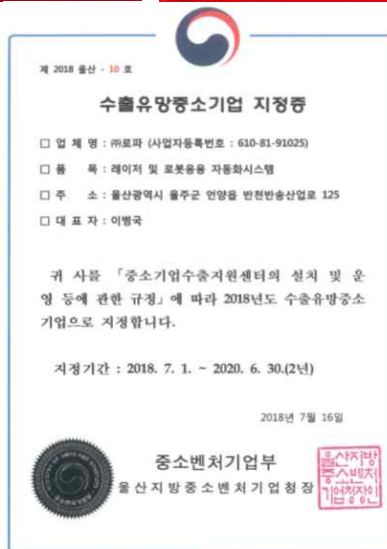 제 2018 울산 - 10 호
수출유망중소기업 지정증
□ 업 체 명 : ㈜로파 (사업자등록번호 : 610-81-91025)
□ 품 목 : 레이저 및 로봇응용 자동화시스템
□ 주 소 : 울산광역시 울주군 언양읍 반천반송산업로 125
□ 대 표 자 : 이병국
귀 사를 「중소기업수출지원센터의 설치 및 운
영 등에 관한 규정」에 따라 2018년도 수출유망중소
기업으로 지정합니다.
지정기간 : 2018. 7. 1. ~ 2020. 6. 30.(2년)
2018년 7월 16일
중소벤처기업부
울산지방중소벤처기업청장
울산지방
중소벤처
기업청장인